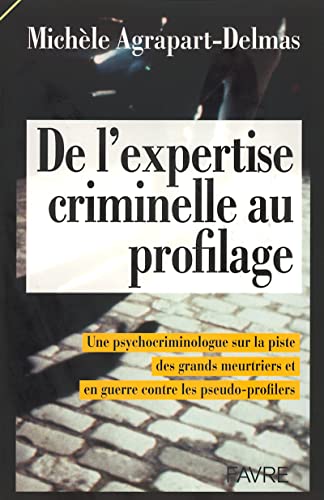 Michèle Agrapart-Delmas
De l'expertise
criminelle au
profilage
Une psychocriminologue sur la piste
des grands meurtriers et
en guerre contre les pseudo-profilers
FAVRE